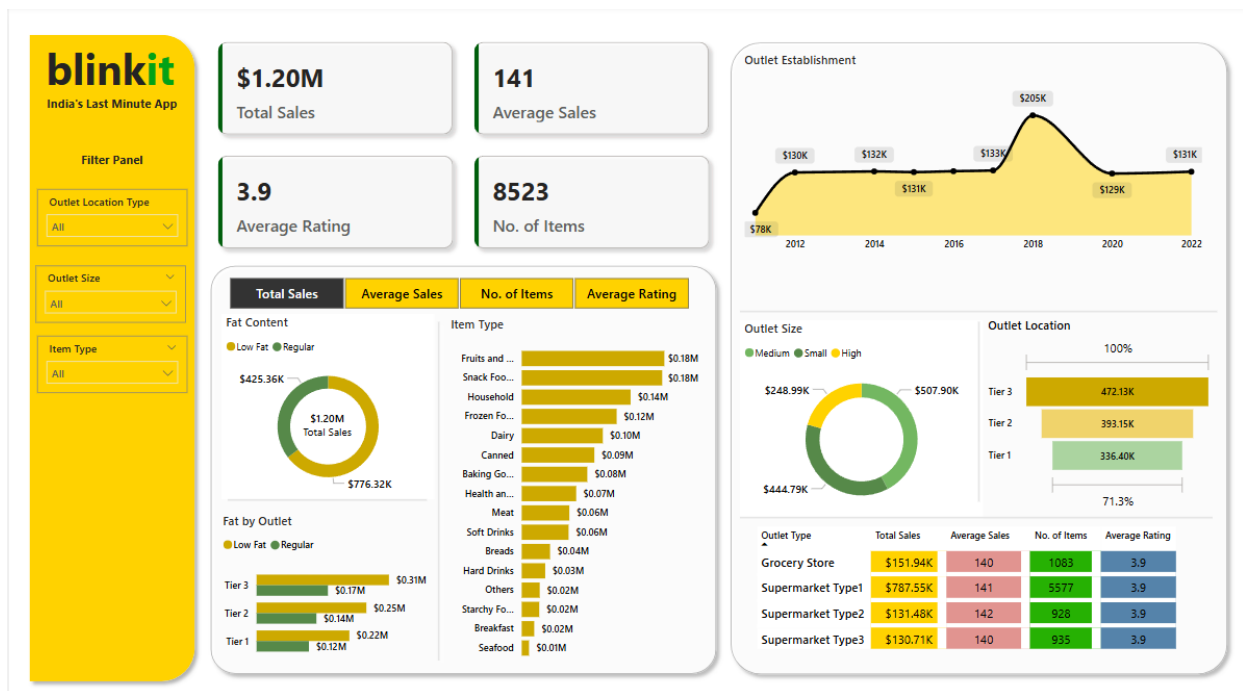 blinkit
India's Last Minute App
Filter Panel
Outlet Location Type
All
Outlet Size
All
Item Type
All
$1.20M
Total Sales
141
Average Sales
3.9
Average Rating
8523
No. of Items
Total Sales
Average Sales
No. of Items
Average Rating
Fat Content
Low Fat
Regular
$425.36K
$1.20M
Total Sales
$776.32K
Fat by Outlet
Low Fat
Regular
Tier 3
$0.31M
$0.17M
Tier 2
$0.25M
$0.14M
Tier 1
$0.22M
$0.12M
Item Type
Fruits and ...
$0.18M
Snack Foo...
$0.18M
Household
$0.14M
Frozen Fo...
$0.12M
Dairy
$0.10M
Canned
$0.09M
Baking Go...
$0.08M
Health an...
$0.07M
Meat
$0.06M
Soft Drinks
$0.06M
Breads
$0.04M
Hard Drinks
$0.03M
Others
$0.02M
Starchy Fo...
$0.02M
Breakfast
$0.02M
Seafood
$0.01M
Outlet Establishment
$78K
$130K
$132K
$131K
$133K
$205K
$129K
$131K
2012
2014
2016
2018
2020
2022
Outlet Size
Medium
Small
High
$248.99K
$507.90K
$444.79K
Outlet Location
100%
Tier 3
472.13K
Tier 2
393.15K
Tier 1
336.40K
71.3%
Outlet Type
Total Sales
Average Sales
No. of Items
Average Rating
Grocery Store
$151.94K
140
1083
3.9
Supermarket Type1
$787.55K
141
5577
3.9
Supermarket Type2
$131.48K
142
928
3.9
Supermarket Type3
$130.71K
140
935
3.9